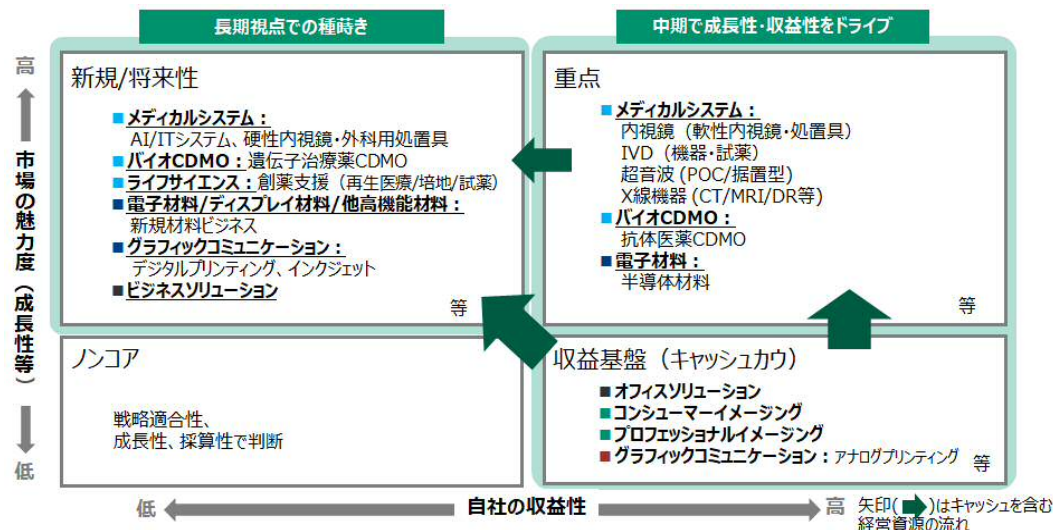 長期視点での種蒔き
中期で成長性・収益性をドライブ
高
市場の魅力度（成長性等）
低
新規/将来性
■メディカルシステム：
AI/ITシステム、硬性内視鏡・外科用処置具
■バイオCDMO：遺伝子治療薬CDMO
■ライフサイエンス：創薬支援（再生医療/培地/試薬）
■電子材料/ディスプレイ材料/他高機能材料：
新規材料ビジネス
■グラフィックコミュニケーション：
デジタルプリンティング、インクジェット
■ビジネスソリューション
等
重点
■メディカルシステム：
内視鏡（軟性内視鏡・処置具）
IVD（機器・試薬）
超音波 (POC/据置型)
X線機器 (CT/MRI/DR等)
■バイオCDMO：
抗体医薬CDMO
■電子材料：
半導体材料
等
ノンコア
戦略適合性、
成長性、採算性で判断
収益基盤（キャッシュカウ）
■オフィスソリューション
■コンシューマーイメージング
■プロフェッショナルイメージング
■グラフィックコミュニケーション：アナログプリンティング
等
低
自社の収益性
高
矢印(➡)はキャッシュを含む
経営資源の流れ